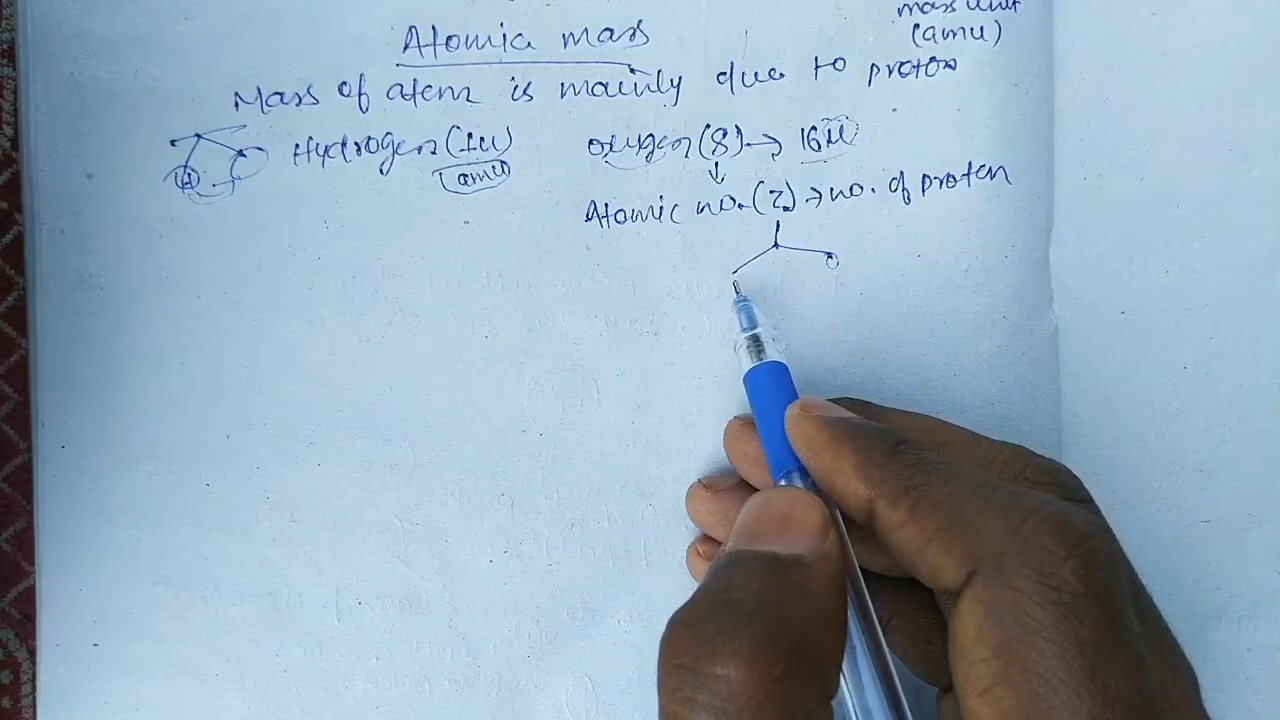 mass unit
(amu)
Atomic mass
Mass of atom is mainly due to proton
Hydrogen (1u) oxygen (8) → 16u
(amu)
Atomic no. (Z) → no. of proton